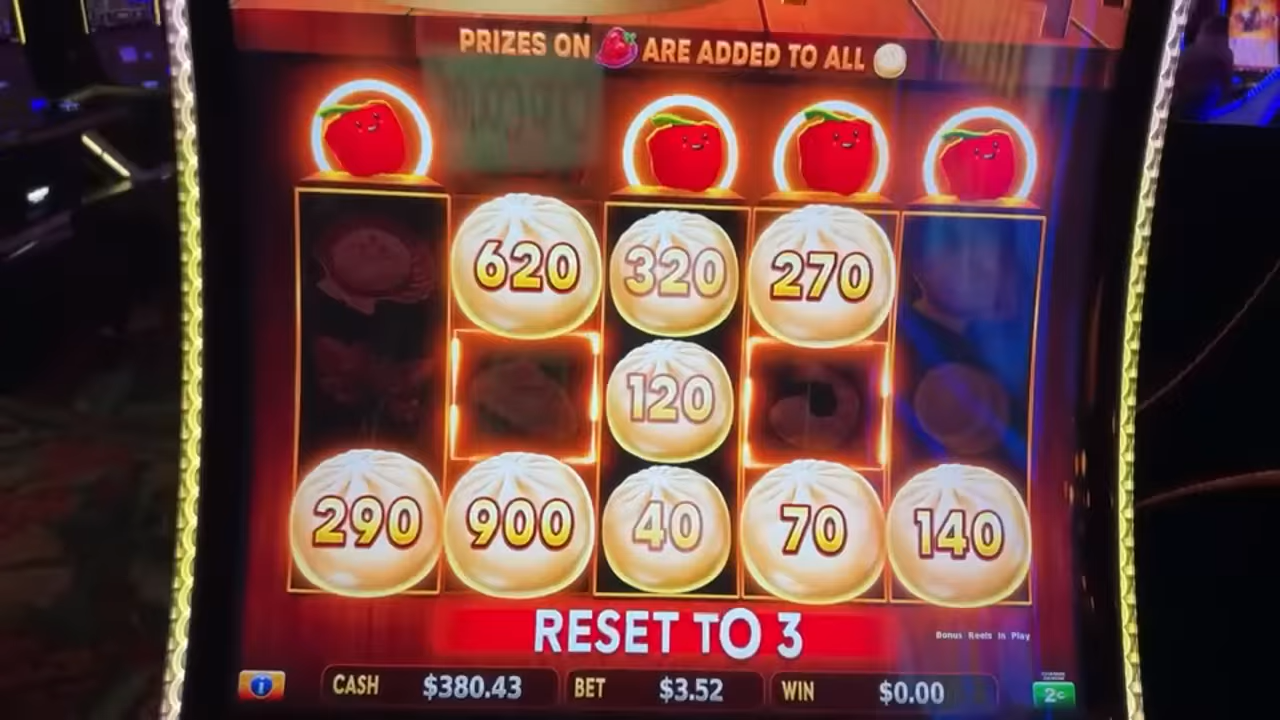 PRIZES ON ARE ADDED TO ALL
620 320 270
120
290 900 40 70 140
RESET TO 3
Bonus Reels In Play
CASH $380.43 BET $3.52 WIN $0.00
2¢